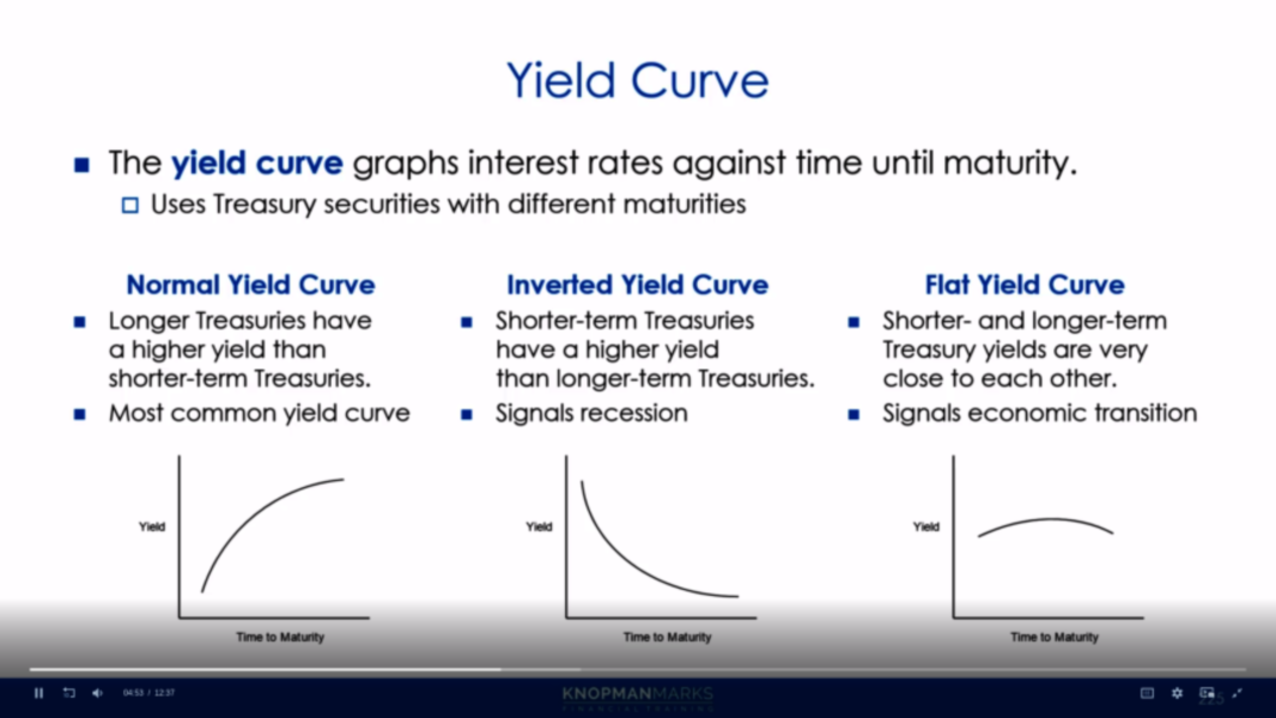 Yield Curve
The yield curve graphs interest rates against time until maturity.
Uses Treasury securities with different maturities
Normal Yield Curve
Longer Treasuries have
a higher yield than
shorter-term Treasuries.
Most common yield curve
Inverted Yield Curve
Shorter-term Treasuries
have a higher yield
than longer-term Treasuries.
Signals recession
Flat Yield Curve
Shorter- and longer-term
Treasury yields are very
close to each other.
Signals economic transition
Yield
Time to Maturity
Yield
Time to Maturity
Yield
Time to Maturity
04:53 / 12:37
KNOPMANMARKS
FINANCIAL TRAINING
225